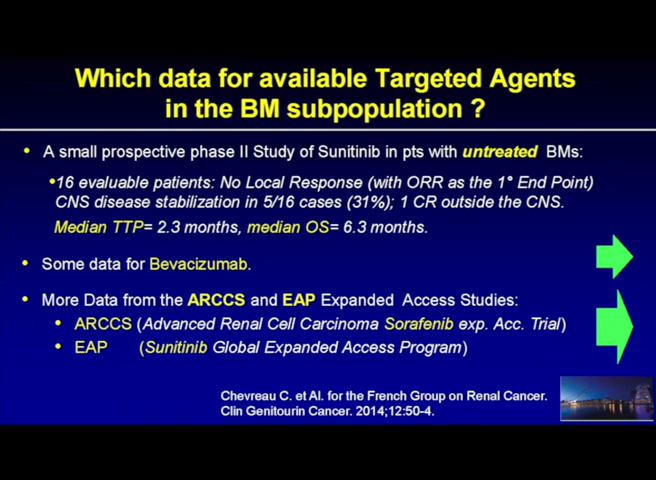 Which data for available Targeted Agents
in the BM subpopulation ?
• A small prospective phase II Study of Sunitinib in pts with untreated BMs:
•16 evaluable patients: No Local Response (with ORR as the 1° End Point)
CNS disease stabilization in 5/16 cases (31%); 1 CR outside the CNS.
Median TTP= 2.3 months, median OS= 6.3 months.
• Some data for Bevacizumab.
• More Data from the ARCCS and EAP Expanded Access Studies:
• ARCCS (Advanced Renal Cell Carcinoma Sorafenib exp. Acc. Trial)
• EAP (Sunitinib Global Expanded Access Program)
Chevreau C. et Al. for the French Group on Renal Cancer.
Clin Genitourin Cancer. 2014;12:50-4.